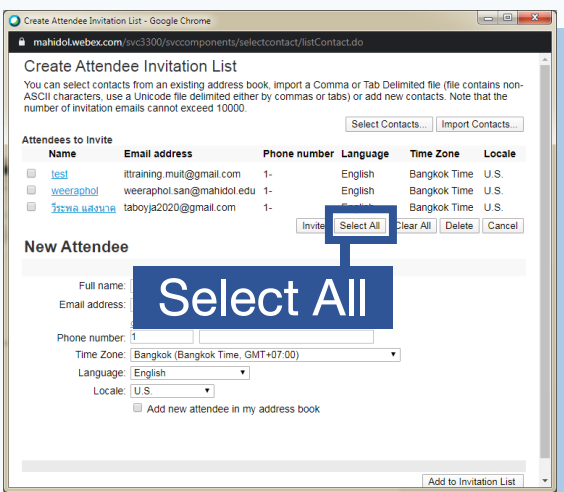 Create Attendee Invitation List - Google Chrome
mahidol.webex.com/svc3300/svccomponents/selectcontact/listContact.do
Create Attendee Invitation List
You can select contacts from an existing address book, import a Comma or Tab Delimited file (file contains non-
ASCII characters, use a Unicode file delimited either by commas or tabs) or add new contacts. Note that the
number of invitation emails cannot exceed 10000.
Select Contacts... Import Contacts...
Attendees to Invite
Name Email address Phone number Language Time Zone Locale
test ittraining.muit@gmail.com 1- English Bangkok Time U.S.
weeraphol weeraphol.san@mahidol.edu 1- English Bangkok Time U.S.
วีระพล แสงนาค taboyja2020@gmail.com 1- English Bangkok Time U.S.
Invite Select All Clear All Delete Cancel
New Attendee
Select All
Full name:
Email address:
Phone number: 1
Time Zone: Bangkok (Bangkok Time, GMT+07:00)
Language: English
Locale: U.S.
Add new attendee in my address book
Add to Invitation List